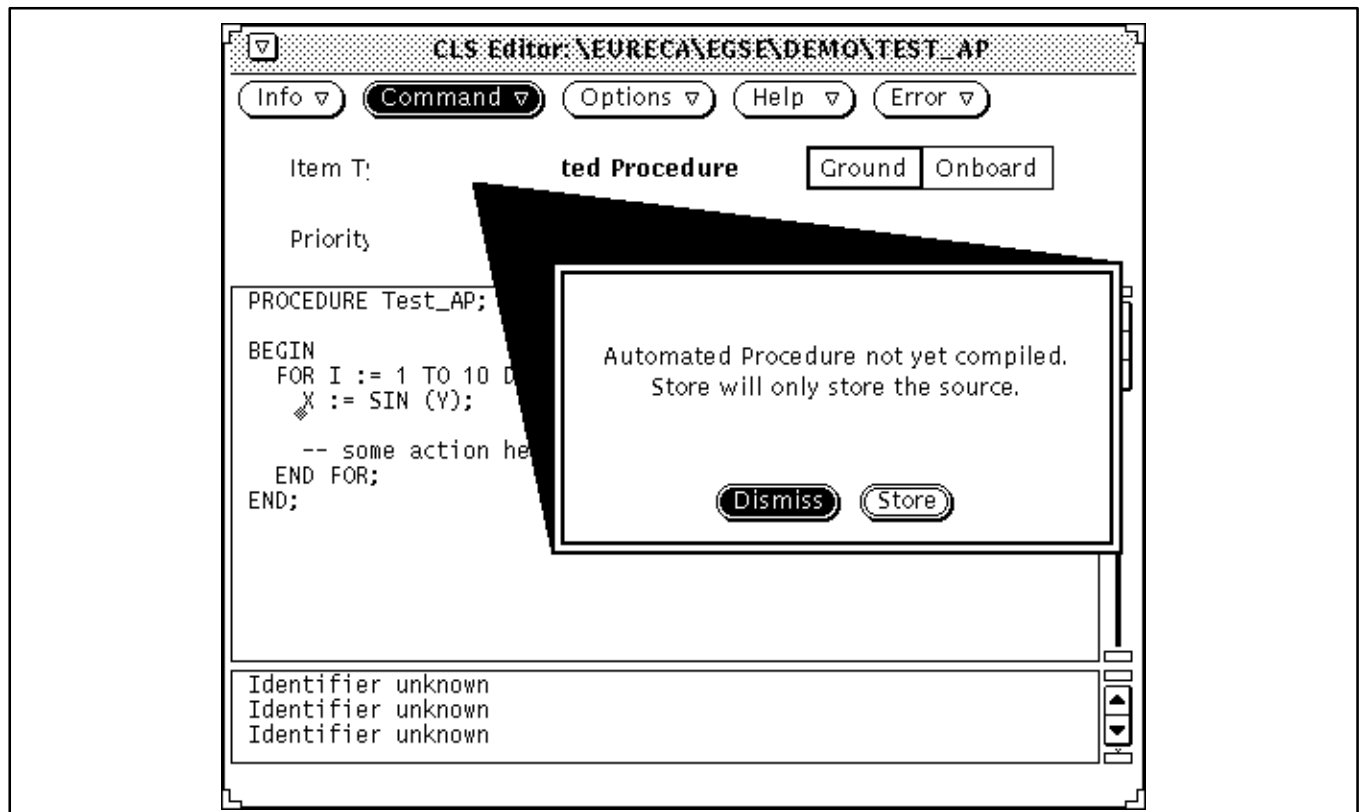 CLS Editor: \EURECA\EGSE\DEMO\TEST_AP
Info Command Options Help Error
Item Ty ted Procedure Ground Onboard
Priority
PROCEDURE Test_AP;
BEGIN
FOR I := 1 TO 10 D
X := SIN (Y);
-- some action he
END FOR;
END;
Automated Procedure not yet compiled.
Store will only store the source.
Dismiss Store
Identifier unknown
Identifier unknown
Identifier unknown